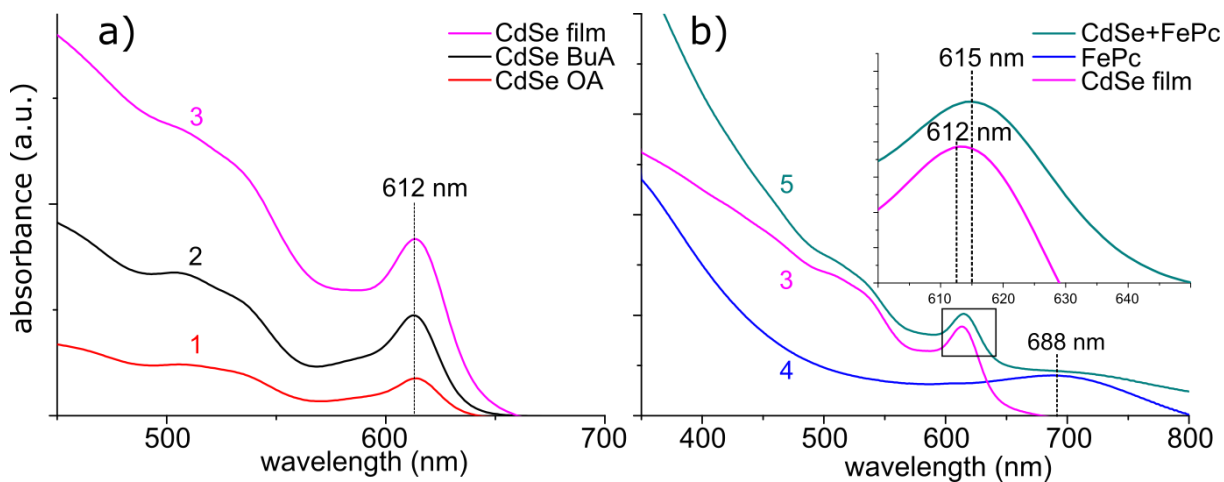 a)
CdSe film
CdSe BuA
CdSe OA
3
2
1
612 nm
absorbance (a.u.)
500
600
700
wavelength (nm)
b)
CdSe+FePc
FePc
CdSe film
615 nm
612 nm
610
620
630
640
5
3
4
688 nm
400
500
600
700
800
wavelength (nm)